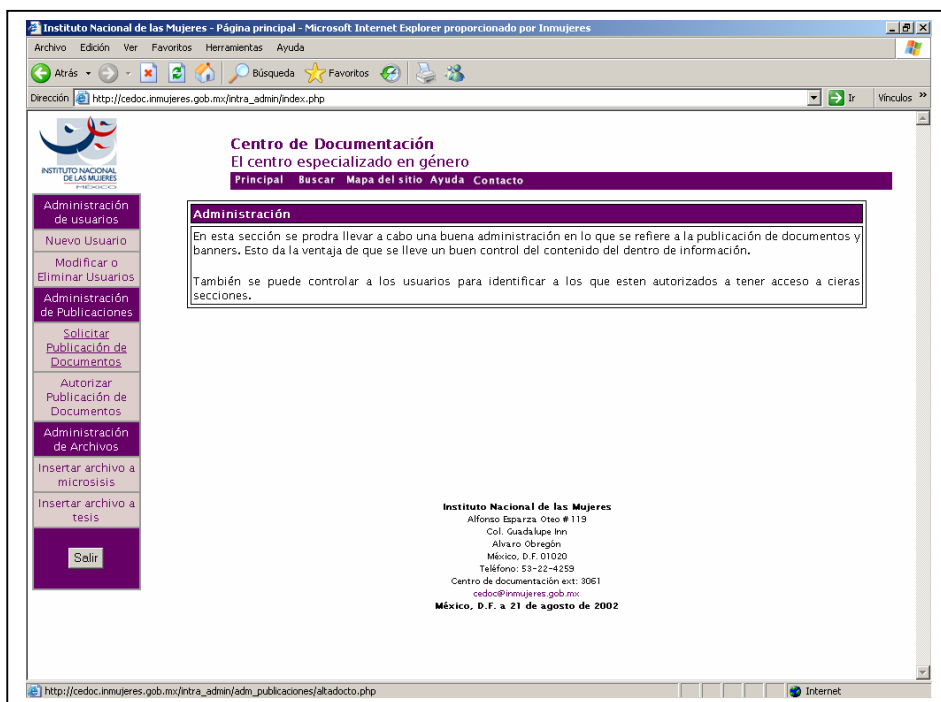 Instituto Nacional de las Mujeres - Página principal - Microsoft Internet Explorer proporcionado por Inmujeres
Archivo Edición Ver Favoritos Herramientas Ayuda
Atrás Búsqueda Favoritos
Dirección http://cedoc.inmujeres.gob.mx/intra_admin/index.php Ir Vínculos »
INSTITUTO NACIONAL
DE LAS MUJERES
MÉXICO
Centro de Documentación
El centro especializado en género
Principal Buscar Mapa del sitio Ayuda Contacto
Administración
de usuarios
Nuevo Usuario
Modificar o
Eliminar Usuarios
Administración
de Publicaciones
Solicitar
Publicación de
Documentos
Autorizar
Publicación de
Documentos
Administración
de Archivos
Insertar archivo a
microsisis
Insertar archivo a
tesis
Salir
Administración
En esta sección se prodra llevar a cabo una buena administración en lo que se refiere a la publicación de documentos y
banners. Esto da la ventaja de que se lleve un buen control del contenido del dentro de información.
También se puede controlar a los usuarios para identificar a los que esten autorizados a tener acceso a cieras
secciones.
Instituto Nacional de las Mujeres
Alfonso Esparza Oteo # 119
Col. Guadalupe Inn
Alvaro Obregón
México, D.F. 01020
Teléfono: 53-22-4259
Centro de documentación ext: 3061
cedoc@inmujeres.gob.mx
México, D.F. a 21 de agosto de 2002
http://cedoc.inmujeres.gob.mx/intra_admin/adm_publicaciones/altadocto.php Internet